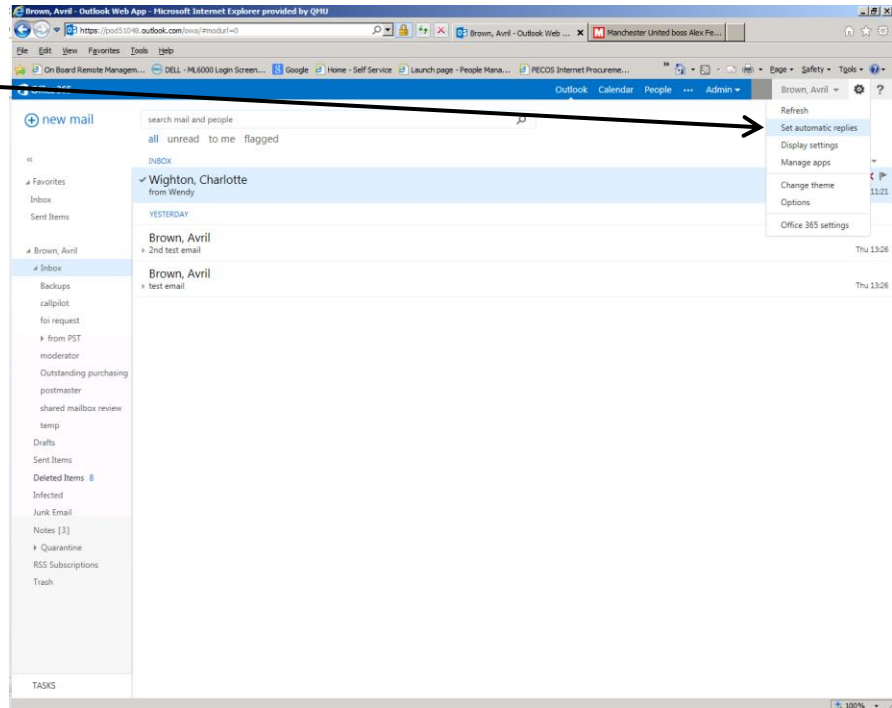 Brown, Avril - Outlook Web App - Microsoft Internet Explorer provided by QMU
https://pod51048.outlook.com/owa/#modurl=0
Brown, Avril - Outlook Web ...
Manchester United boss Alex Fe...
File Edit View Favorites Tools Help
On Board Remote Managem... DELL - ML6000 Login Screen... Google Home - Self Service Launch page - People Mana... PECOS Internet Procureme... » Page Safety Tools
Outlook Calendar People ... Admin Brown, Avril ?
new mail
search mail and people
all unread to me flagged
«
INBOX
Favorites
Inbox
Sent Items
Wighton, Charlotte
from Wendy
11:21
YESTERDAY
Brown, Avril
2nd test email
Thu 13:26
Brown, Avril
test email
Thu 13:26
Refresh
Set automatic replies
Display settings
Manage apps
Change theme
Options
Office 365 settings
Brown, Avril
Inbox
Backups
callpilot
foi request
from PST
moderator
Outstanding purchasing
postmaster
shared mailbox review
temp
Drafts
Sent Items
Deleted Items 8
Infected
Junk Email
Notes [3]
Quarantine
RSS Subscriptions
Trash
TASKS
100%